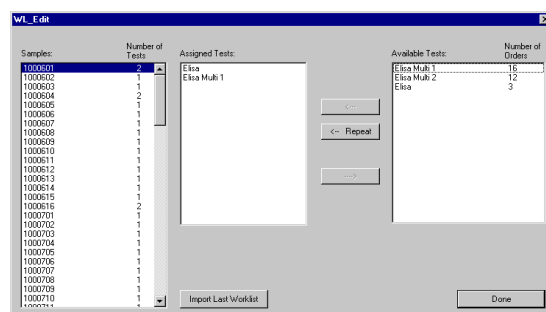 WL_Edit
Samples:
Number of
Tests
Assigned Tests:
Available Tests:
Number of
Orders
1000601 2
1000602 1
1000603 1
1000604 2
1000605 1
1000606 1
1000607 1
1000608 1
1000609 1
1000610 1
1000611 1
1000612 1
1000613 1
1000614 1
1000615 1
1000616 2
1000701 1
1000702 1
1000703 1
1000704 1
1000705 1
1000706 1
1000707 1
1000708 1
1000709 1
1000710 1
1000711 1
Elisa
Elisa Multi 1
<--
<-- Repeat
--->
Elisa Multi 1 16
Elisa Multi 2 12
Elisa 3
Import Last Worklist
Done